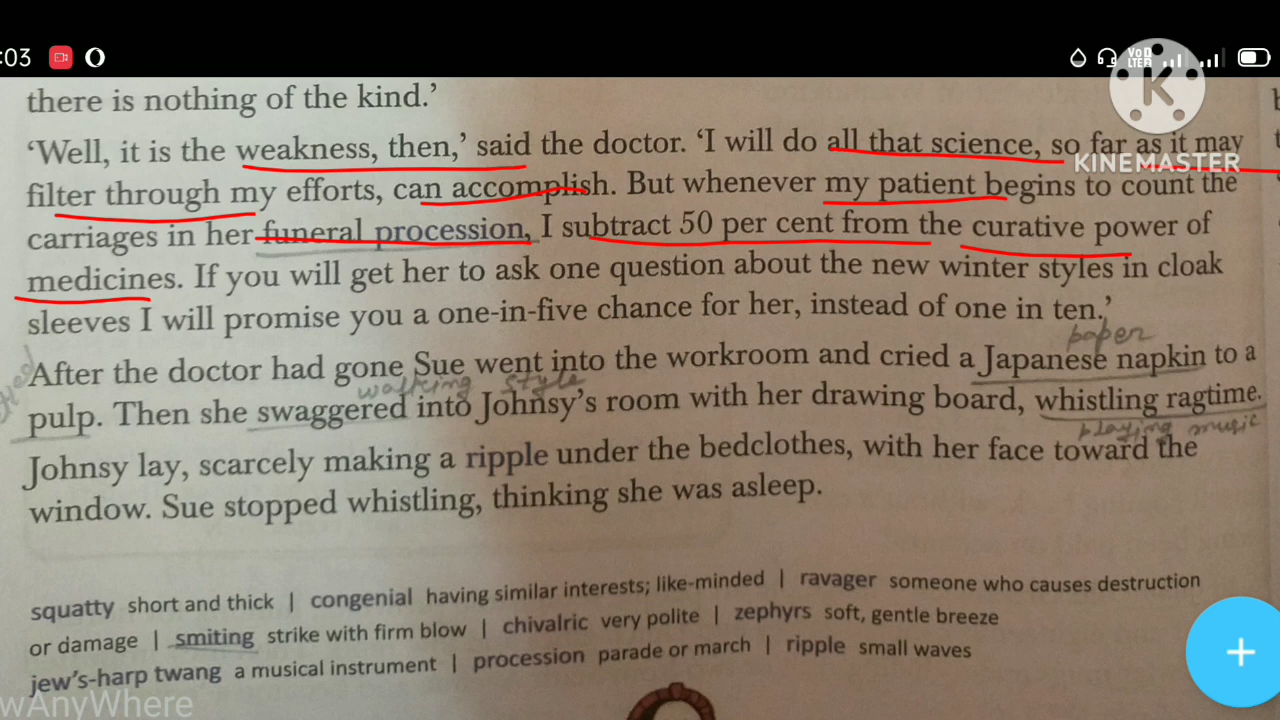 :03
VoD
LTE2
KINEMASTER
there is nothing of the kind.'
'Well, it is the weakness, then,' said the doctor. 'I will do all that science, so far as it may
filter through my efforts, can accomplish. But whenever my patient begins to count the
carriages in her funeral procession, I subtract 50 per cent from the curative power of
medicines. If you will get her to ask one question about the new winter styles in cloak
sleeves I will promise you a one-in-five chance for her, instead of one in ten.'
paper
After the doctor had gone Sue went into the workroom and cried a Japanese napkin to a
walking style
pulp. Then she swaggered into Johnsy's room with her drawing board, whistling ragtime.
playing music
Johnsy lay, scarcely making a ripple under the bedclothes, with her face toward the
window. Sue stopped whistling, thinking she was asleep.
squatty short and thick | congenial having similar interests; like-minded | ravager someone who causes destruction
or damage | smiting strike with firm blow | chivalric very polite | zephyrs soft, gentle breeze
jew's-harp twang a musical instrument | procession parade or march | ripple small waves
wAnyWhere